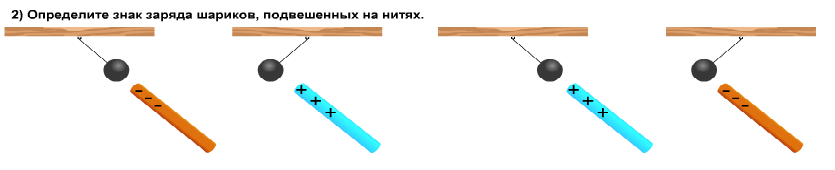 2) Определите знак заряда шариков, подвешенных на нитях.
- - -
+ + +
+ + +
- - -